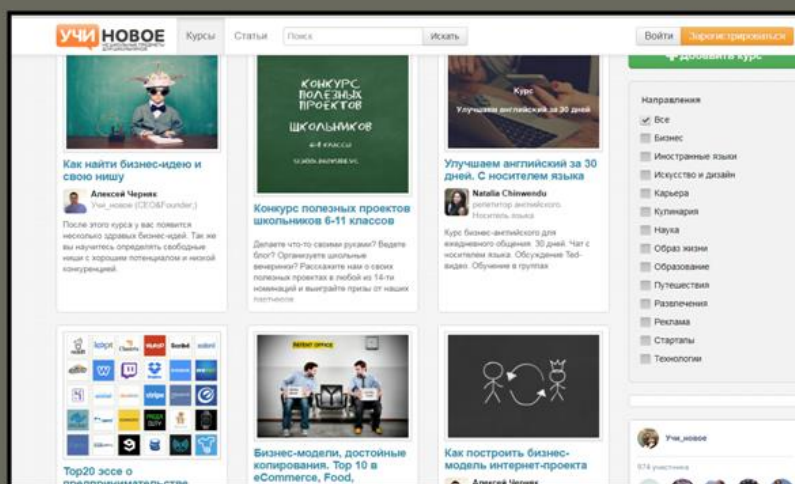 УЧИ НОВОЕ
Курсы
Статьи
Поиск
Искать
Войти
Зарегистрироваться
Добавить курс
Как найти бизнес-идею и
свою нишу
Алексей Черняк
Учи_новое (CEO&Founder;)
После этого курса у вас появится
несколько здравых бизнес-идей. Так же
вы научитесь определять свободные
ниши с хорошим потенциалом и низкой
конкуренцией.
КОНКУРС
ПОЛЕЗНЫХ
ПРОЕКТОВ
ШКОЛЬНИКОВ
Конкурс полезных проектов
школьников 6-11 классов
Делаете что-то своими руками? Ведете
блог? Организуете школьные
вечеринки? Расскажите нам о своих
полезных проектах в любой из 14-ти
номинаций и выиграйте призы от наших
партнеров
Курс
Улучшаем английский за 30 дней
Улучшаем английский за 30
дней. С носителем языка
Natalia Chinwendu
репетитор английского.
Носитель языка
Курс бизнес-английского для
ежедневного общения. 30 дней. Чат с
носителем языка. Обсуждение Ted-
видео. Обучение в группах
Направления
Все
Бизнес
Иностранные языки
Искусство и дизайн
Карьера
Кулинария
Наука
Образ жизни
Образование
Путешествия
Развлечения
Реклама
Стартапы
Технологии
Top20 эссе о
предпринимательстве
PATENT OFFICE
Бизнес-модели, достойные
копирования. Top 10 в
eCommerce, Food,
Как построить бизнес-
модель интернет-проекта
Алексей Черняк
Учи_новое
974 участника